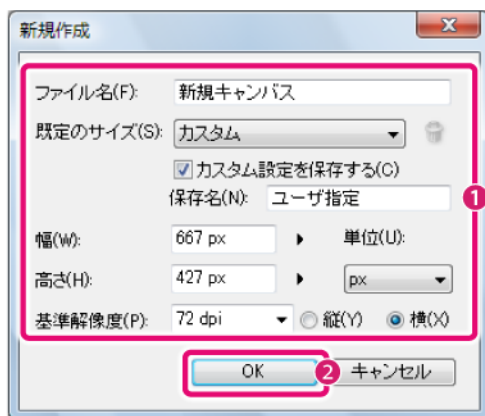 新規作成
ファイル名(F): 新規キャンバス
既定のサイズ(S): カスタム
カスタム設定を保存する(C)
保存名(N): ユーザ指定
1
幅(W): 667 px 単位(U):
高さ(H): 427 px px
基準解像度(P): 72 dpi 縦(Y) 横(X)
OK 2 キャンセル